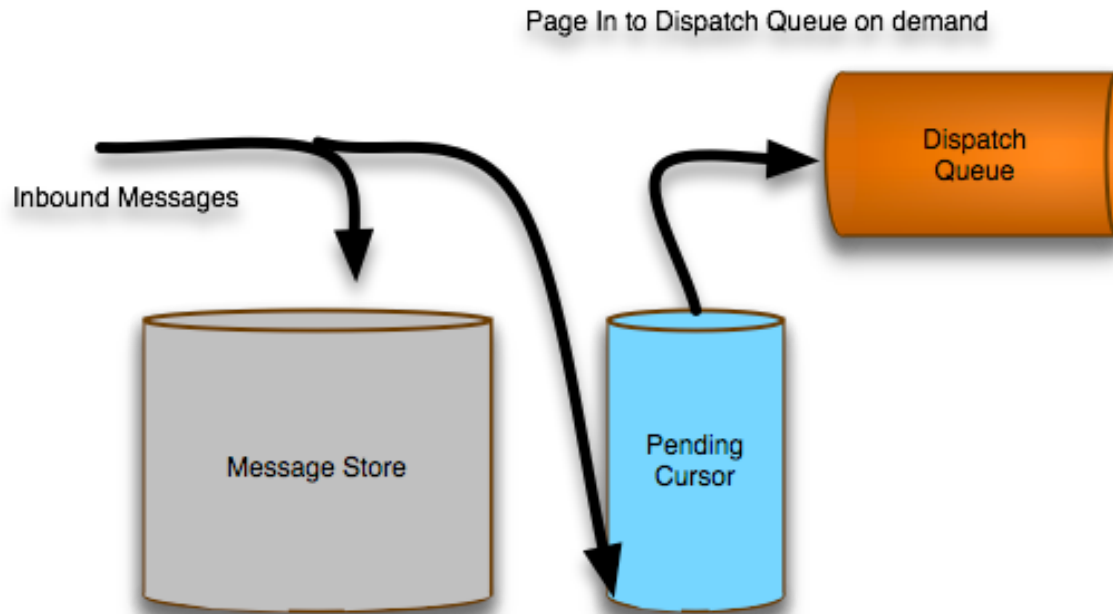 Page In to Dispatch Queue on demand
Dispatch
Queue
Inbound Messages
Message Store
Pending
Cursor